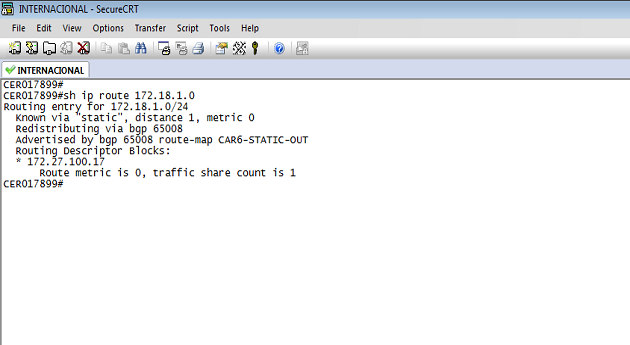 INTERNACIONAL - SecureCRT
File Edit View Options Transfer Script Tools Help
INTERNACIONAL
CER017899#
CER017899#sh ip route 172.18.1.0
Routing entry for 172.18.1.0/24
Known via "static", distance 1, metric 0
Redistributing via bgp 65008
Advertised by bgp 65008 route-map CAR6-STATIC-OUT
Routing Descriptor Blocks:
* 172.27.100.17
Route metric is 0, traffic share count is 1
CER017899#